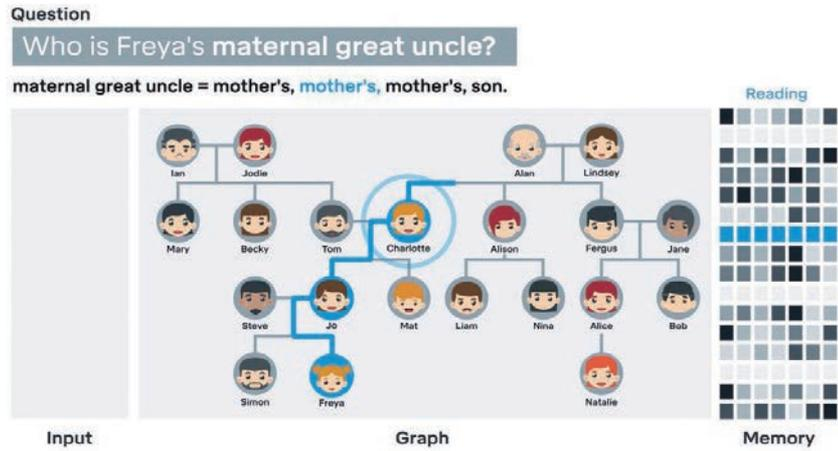 Question
Who is Freya's maternal great uncle?
maternal great uncle = mother's, mother's, mother's, son.
Reading
Ian Jodie Alan Lindsey
Mary Becky Tom Charlotte Alison Fergus Jane
Steve Jo Mat Liam Nina Alice Bob
Simon Freya Natalie
Input Graph Memory